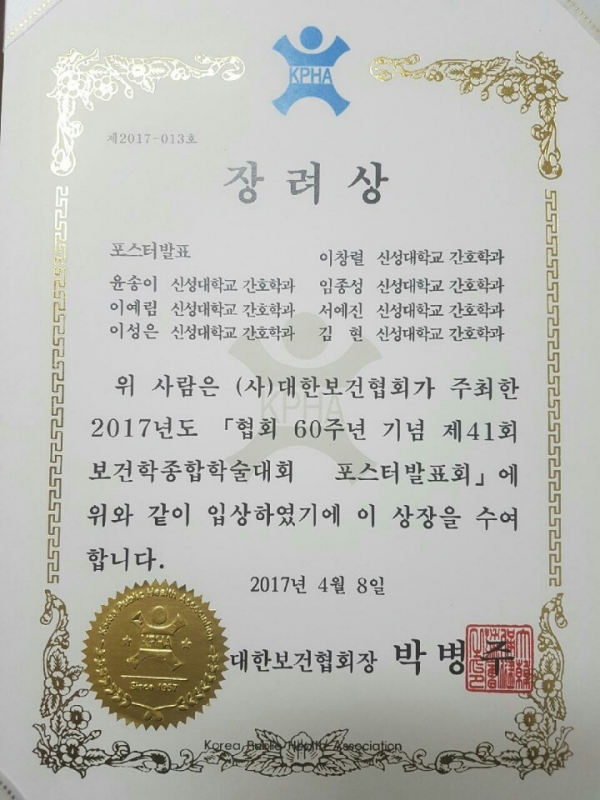 KPHA
제2017-013호
장려상
포스터발표
이창렬 신성대학교 간호학과
윤송이 신성대학교 간호학과 임종성 신성대학교 간호학과
이예림 신성대학교 간호학과 서예진 신성대학교 간호학과
이성은 신성대학교 간호학과 김 현 신성대학교 간호학과
KPHA
위 사람은 (사)대한보건협회가 주최한
2017년도 「협회 60주년 기념 제41회
보건학종합학술대회 포스터발표회」에
위와 같이 입상하였기에 이 상장을 수여
합니다.
2017년 4월 8일
Korea Public Health Association
KPHA
Since 1957
대한보건협회장 박병주
Korea Public Health Association